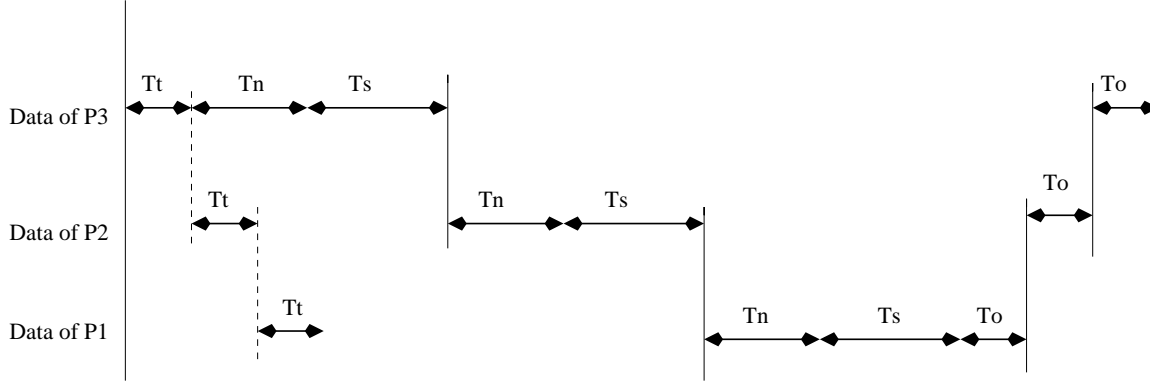 Tt Tn Ts To
Data of P3
Tt Tn Ts To
Data of P2
Tt Tn Ts To
Data of P1